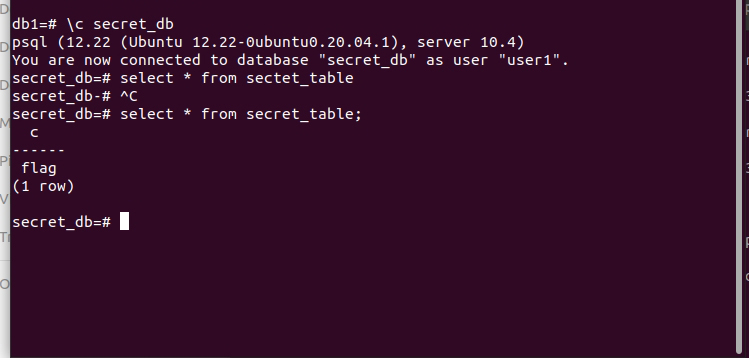 db1=# \c secret_db
psql (12.22 (Ubuntu 12.22-0ubuntu0.20.04.1), server 10.4)
You are now connected to database "secret_db" as user "user1".
secret_db=# select * from sectet_table
secret_db-# ^C
secret_db=# select * from secret_table;
c
------
flag
(1 row)
secret_db=#